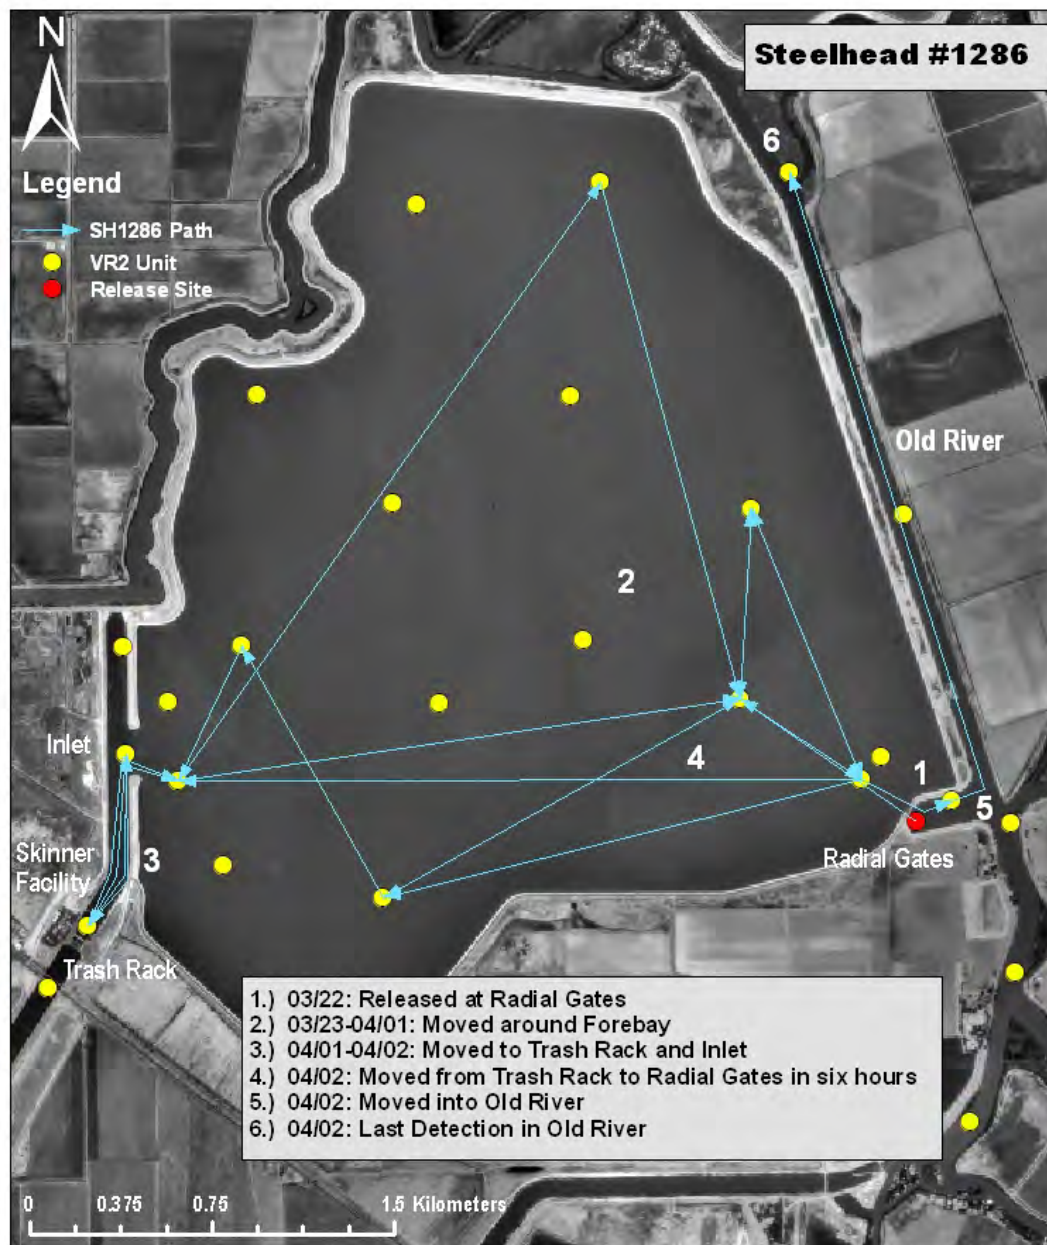 Steelhead #1286
N
6
Legend
SH1286 Path
VR2 Unit
Release Site
Old River
2
Inlet
4
1
5
Skinner
Facility
3
Radial Gates
Trash Rack
1.) 03/22: Released at Radial Gates
2.) 03/23-04/01: Moved around Forebay
3.) 04/01-04/02: Moved to Trash Rack and Inlet
4.) 04/02: Moved from Trash Rack to Radial Gates in six hours
5.) 04/02: Moved into Old River
6.) 04/02: Last Detection in Old River
0 0.375 0.75 1.5 Kilometers